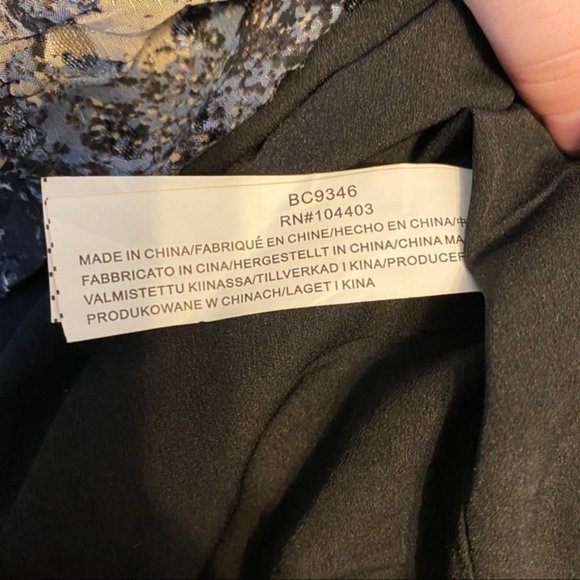 BC9346
RN#104403
MADE IN CHINA/FABRIQUÉ EN CHINE/HECHO EN CHINA/中
FABBRICATO IN CINA/HERGESTELLT IN CHINA/CHINA MA
VALMISTETTU KIINASSA/TILLVERKAD I KINA/PRODUCER
PRODUKOWANE W CHINACH/LAGET I KINA